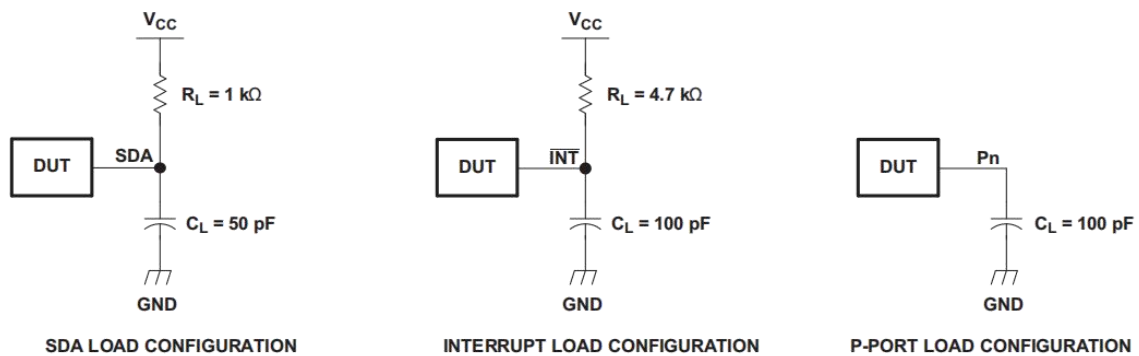 VCC
RL = 1 kΩ
DUT
SDA
CL = 50 pF
GND
SDA LOAD CONFIGURATION
VCC
RL = 4.7 kΩ
DUT
INT
CL = 100 pF
GND
INTERRUPT LOAD CONFIGURATION
DUT
Pn
CL = 100 pF
GND
P-PORT LOAD CONFIGURATION